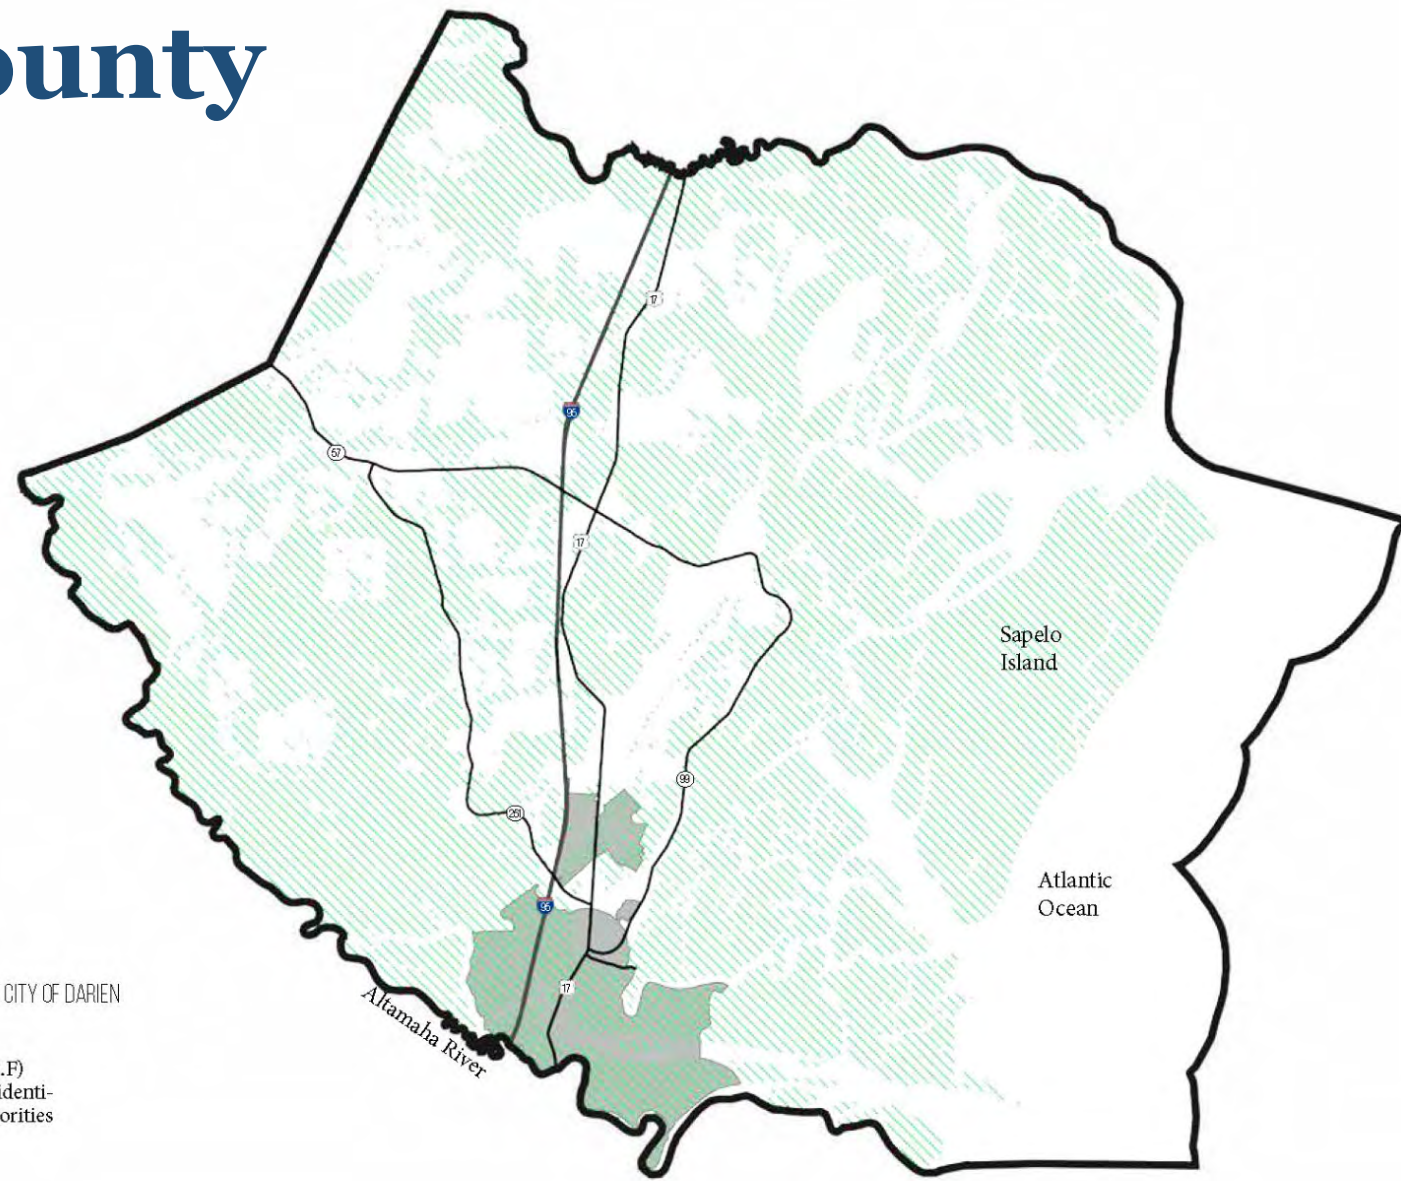 ounty
17
95
57
17
Sapelo
Island
99
251
Atlantic
Ocean
95
17
CITY OF DARIEN
Altamaha River
.F)
identi-
orities